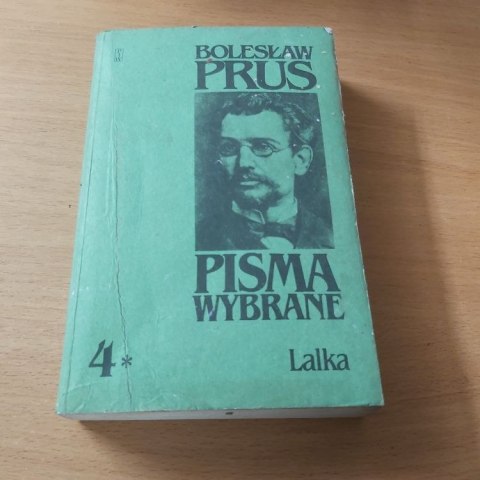 BOLESŁAW
PRUS
PISMA
WYBRANE
4*
Lalka